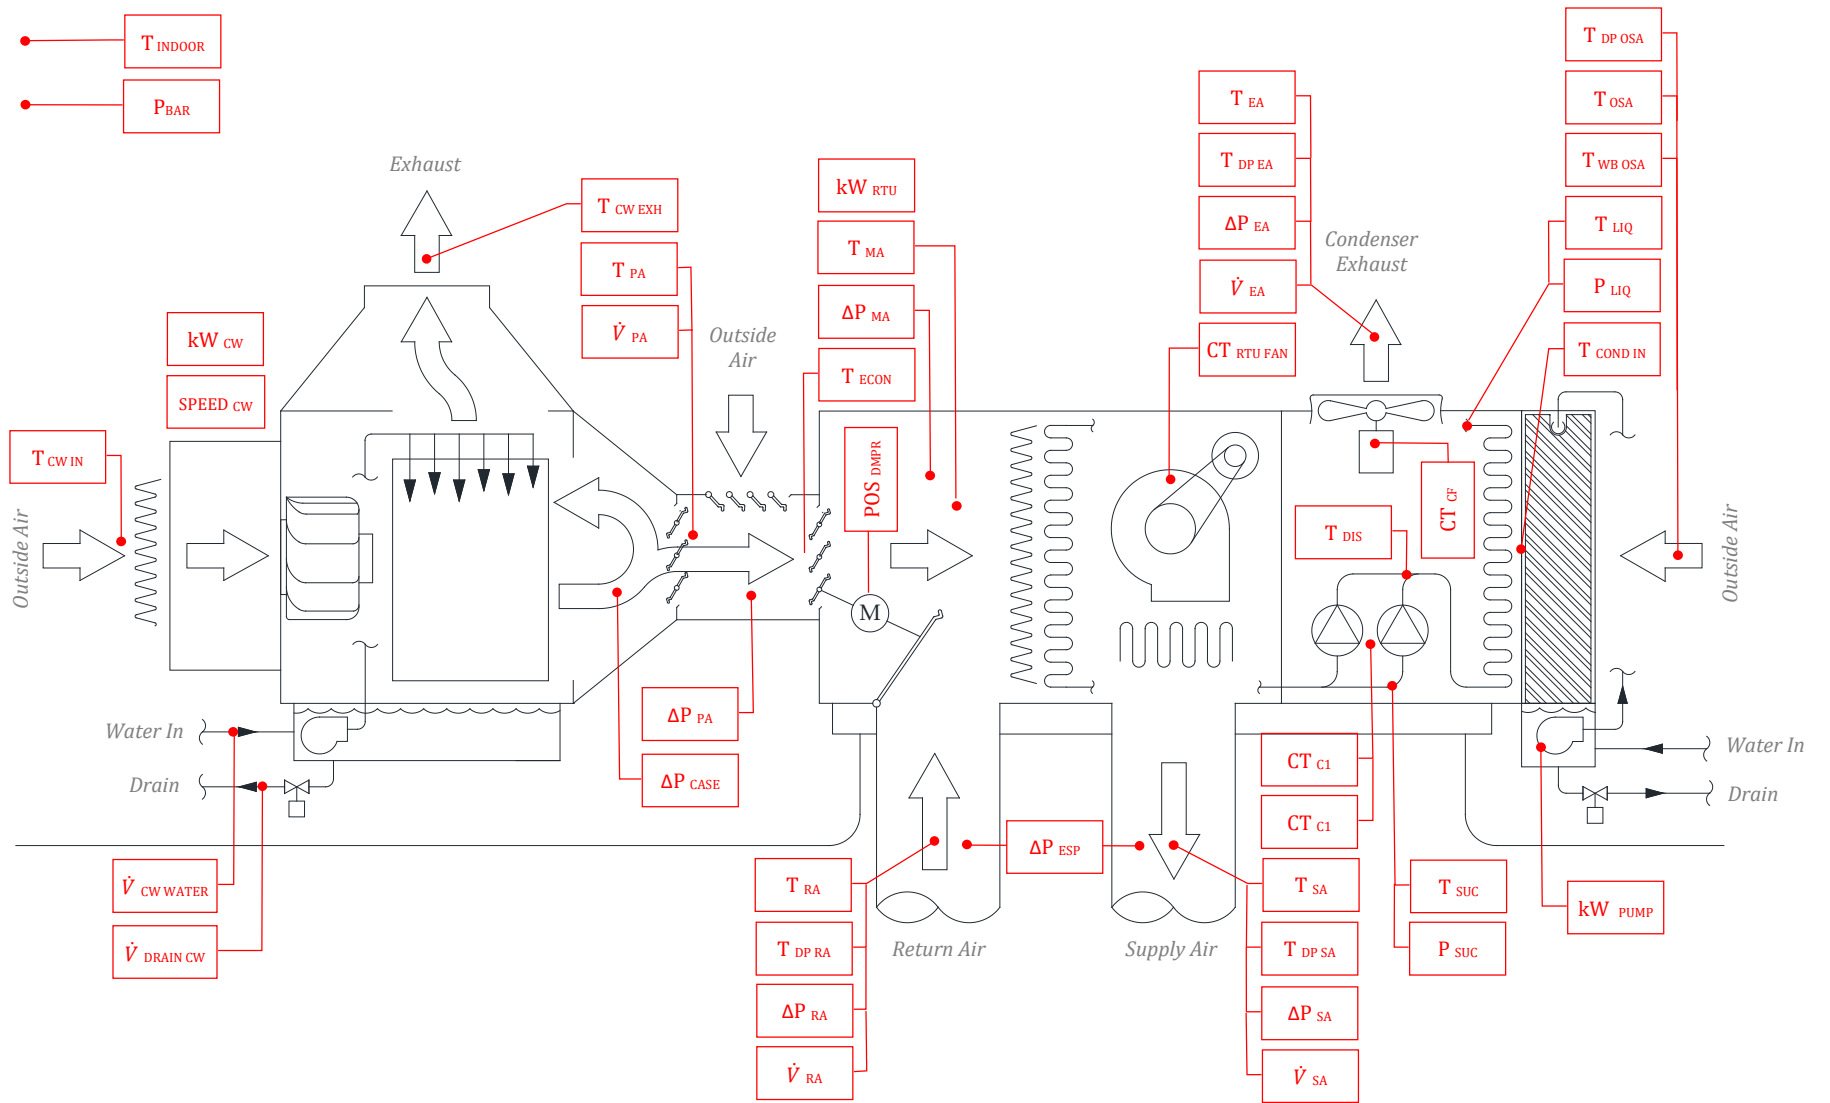 T INDOOR
P BAR
Exhaust
T CW EXH
T PA
V̇ PA
kW CW
SPEED CW
T CW IN
Outside Air
Outside
Air
kW RTU
T MA
ΔP MA
T ECON
POS DMPR
M
T EA
T DP EA
ΔP EA
V̇ EA
CT RTU FAN
Condenser
Exhaust
CT CF
T DIS
T DP OSA
T OSA
T WB OSA
T LIQ
P LIQ
T COND IN
Outside Air
Water In
Drain
ΔP PA
ΔP CASE
V̇ CW WATER
V̇ DRAIN CW
T RA
T DP RA
ΔP RA
V̇ RA
Return Air
ΔP ESP
Supply Air
T SA
T DP SA
ΔP SA
V̇ SA
CT C1
CT C1
T SUC
P SUC
kW PUMP
Water In
Drain